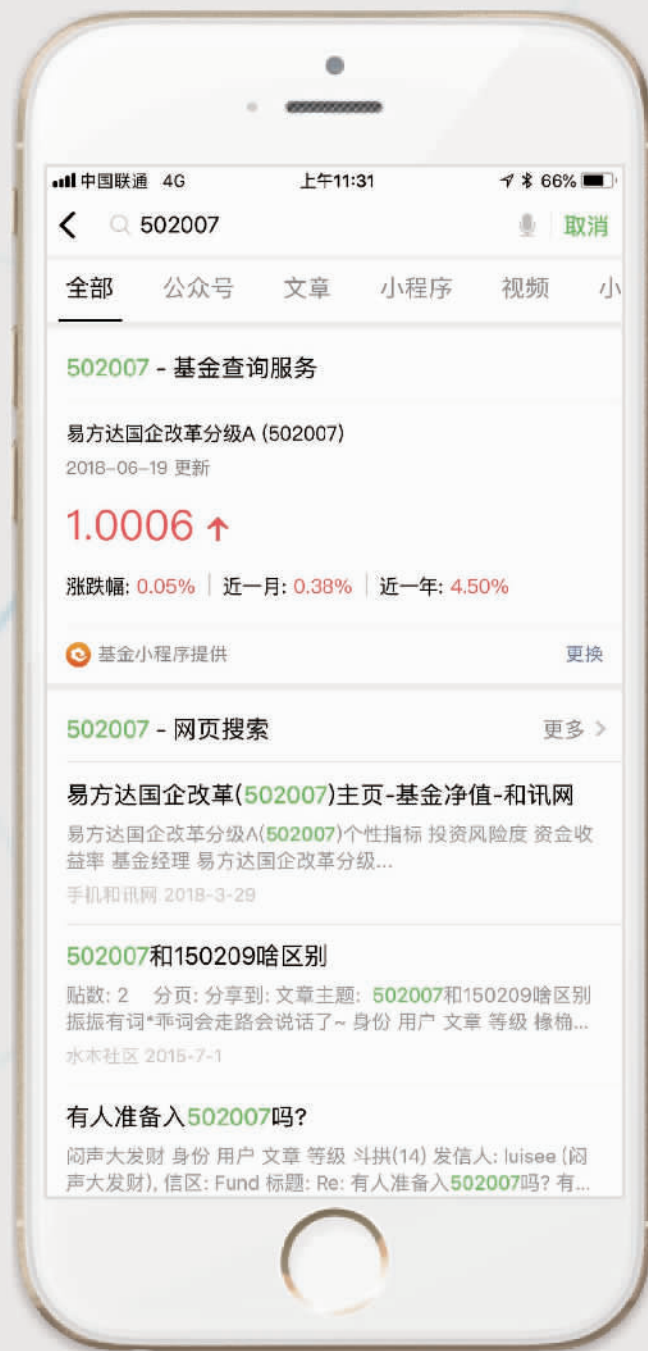 中国联通 4G 上午11:31 66%
502007 取消
全部 公众号 文章 小程序 视频 小
502007 - 基金查询服务
易方达国企改革分级A (502007)
2018-06-19 更新
1.0006 ↑
涨跌幅: 0.05% 近一月: 0.38% 近一年: 4.50%
基金小程序提供 更换
502007 - 网页搜索 更多 >
易方达国企改革(502007)主页-基金净值-和讯网
易方达国企改革分级A(502007)个性指标 投资风险度 资金收
益率 基金经理 易方达国企改革分级...
手机和讯网 2018-3-29
502007和150209啥区别
贴数: 2 分页: 分享到: 文章主题: 502007和150209啥区别
振振有词*乖词会走路会说话了~ 身份 用户 文章 等级 橼桷...
水木社区 2015-7-1
有人准备入502007吗?
闷声大发财 身份 用户 文章 等级 斗拱(14) 发信人: luisee (闷
声大发财), 信区: Fund 标题: Re: 有人准备入502007吗? 有...